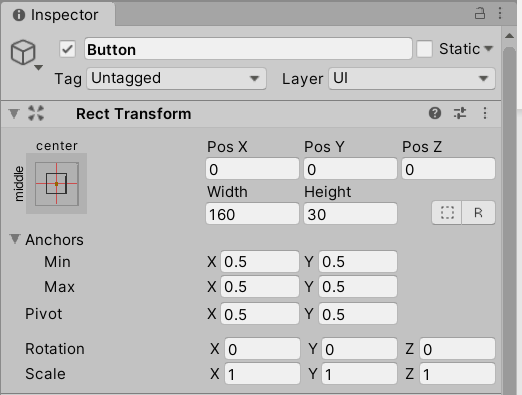 Inspector
Button Static
Tag Untagged Layer UI
Rect Transform
center
middle
Pos X Pos Y Pos Z
0 0 0
Width Height
160 30 R
Anchors
Min X 0.5 Y 0.5
Max X 0.5 Y 0.5
Pivot X 0.5 Y 0.5
Rotation X 0 Y 0 Z 0
Scale X 1 Y 1 Z 1